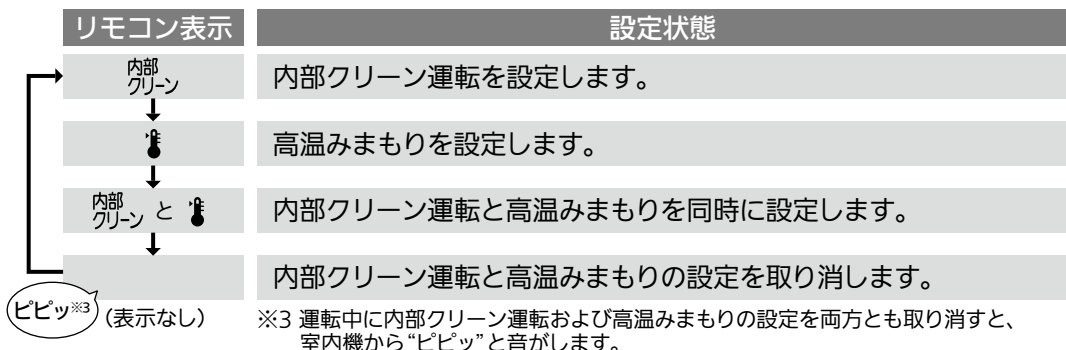 リモコン表示 設定状態
内部クリーン 内部クリーン運転を設定します。
高温みまもりを設定します。
内部クリーン と 内部クリーン運転と高温みまもりを同時に設定します。
内部クリーン運転と高温みまもりの設定を取り消します。
ピピッ※3 (表示なし)
※3 運転中に内部クリーン運転および高温みまもりの設定を両方とも取り消すと、
室内機から“ピピッ”と音がします。